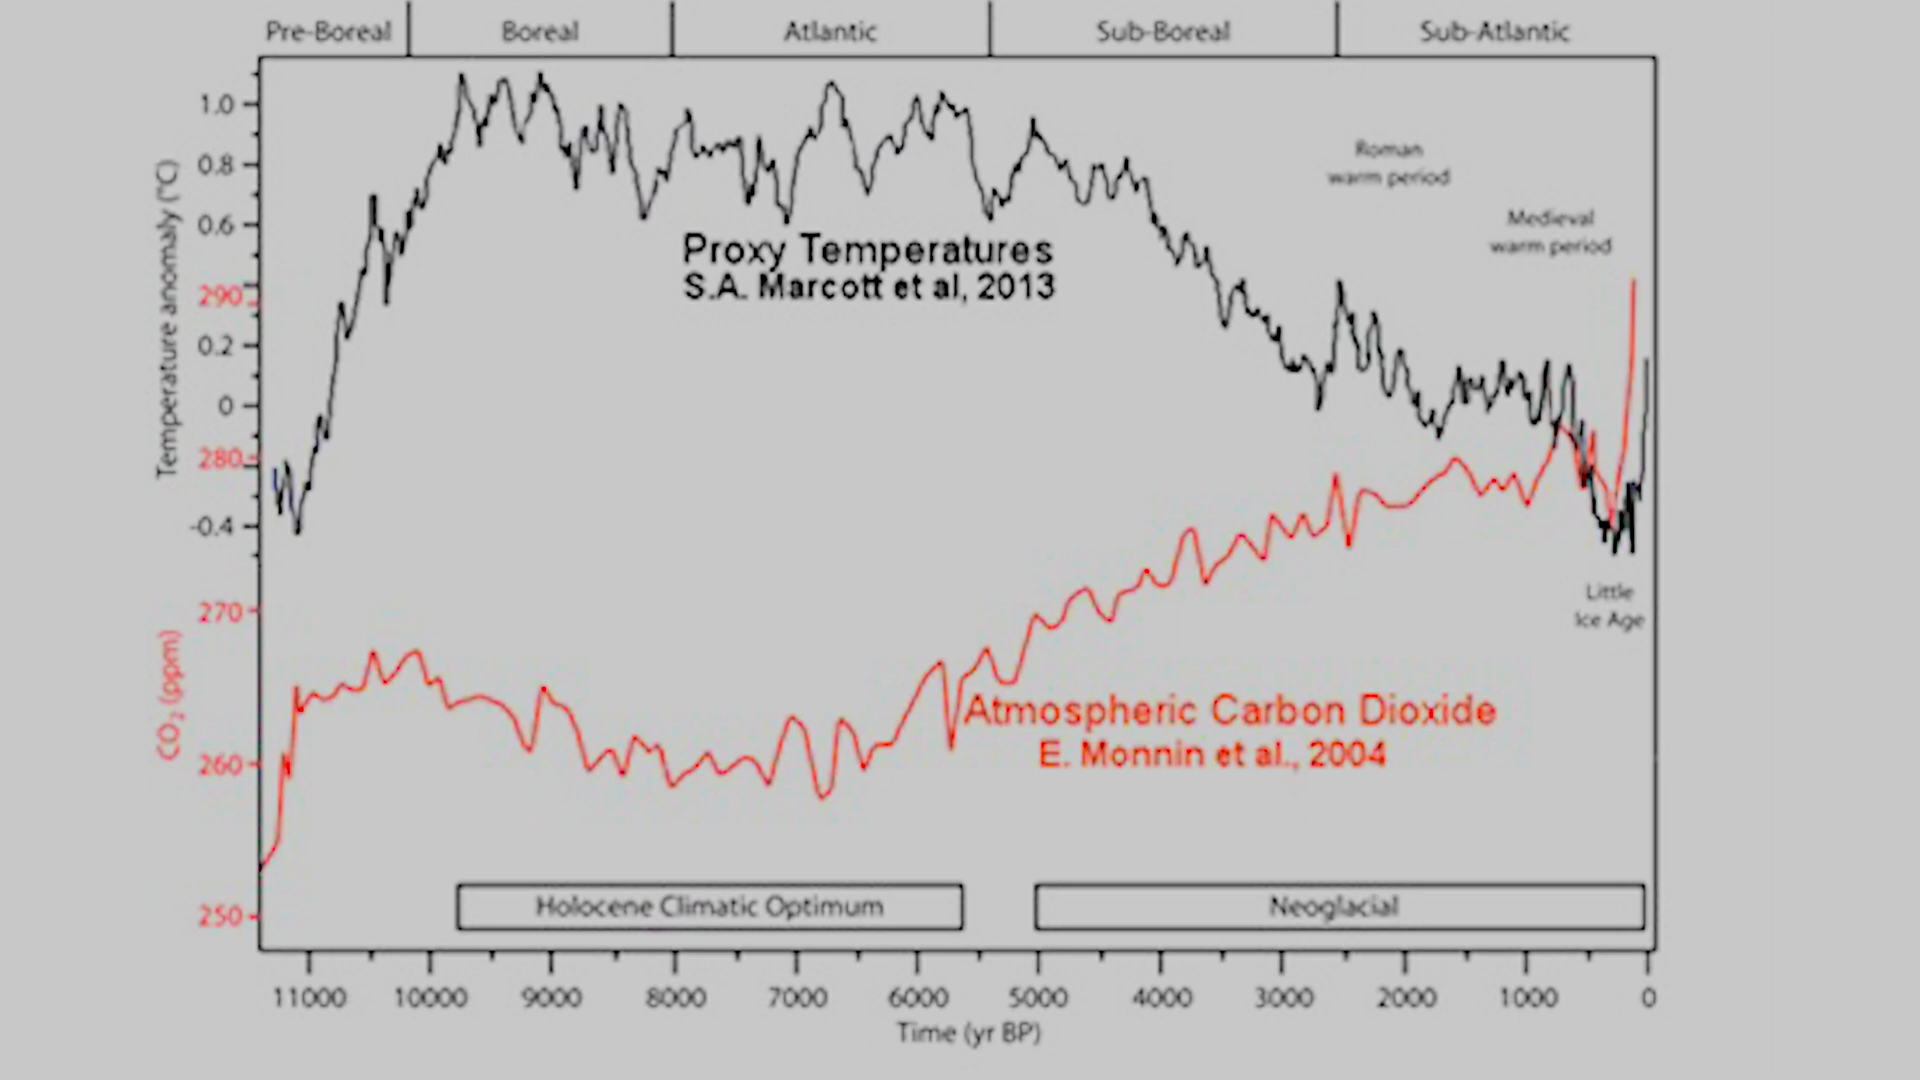 Pre-Boreal Boreal Atlantic Sub-Boreal Sub-Atlantic
1.0
0.8
0.6
290
0.2
0
280
-0.4
270
260
250
Temperature anomaly (°C)
CO₂ (ppm)
Roman
warm period
Medieval
warm period
Proxy Temperatures
S.A. Marcott et al, 2013
Little
Ice Age
Atmospheric Carbon Dioxide
E. Monnin et al., 2004
Holocene Climatic Optimum Neoglacial
11000 10000 9000 8000 7000 6000 5000 4000 3000 2000 1000 0
Time (yr BP)